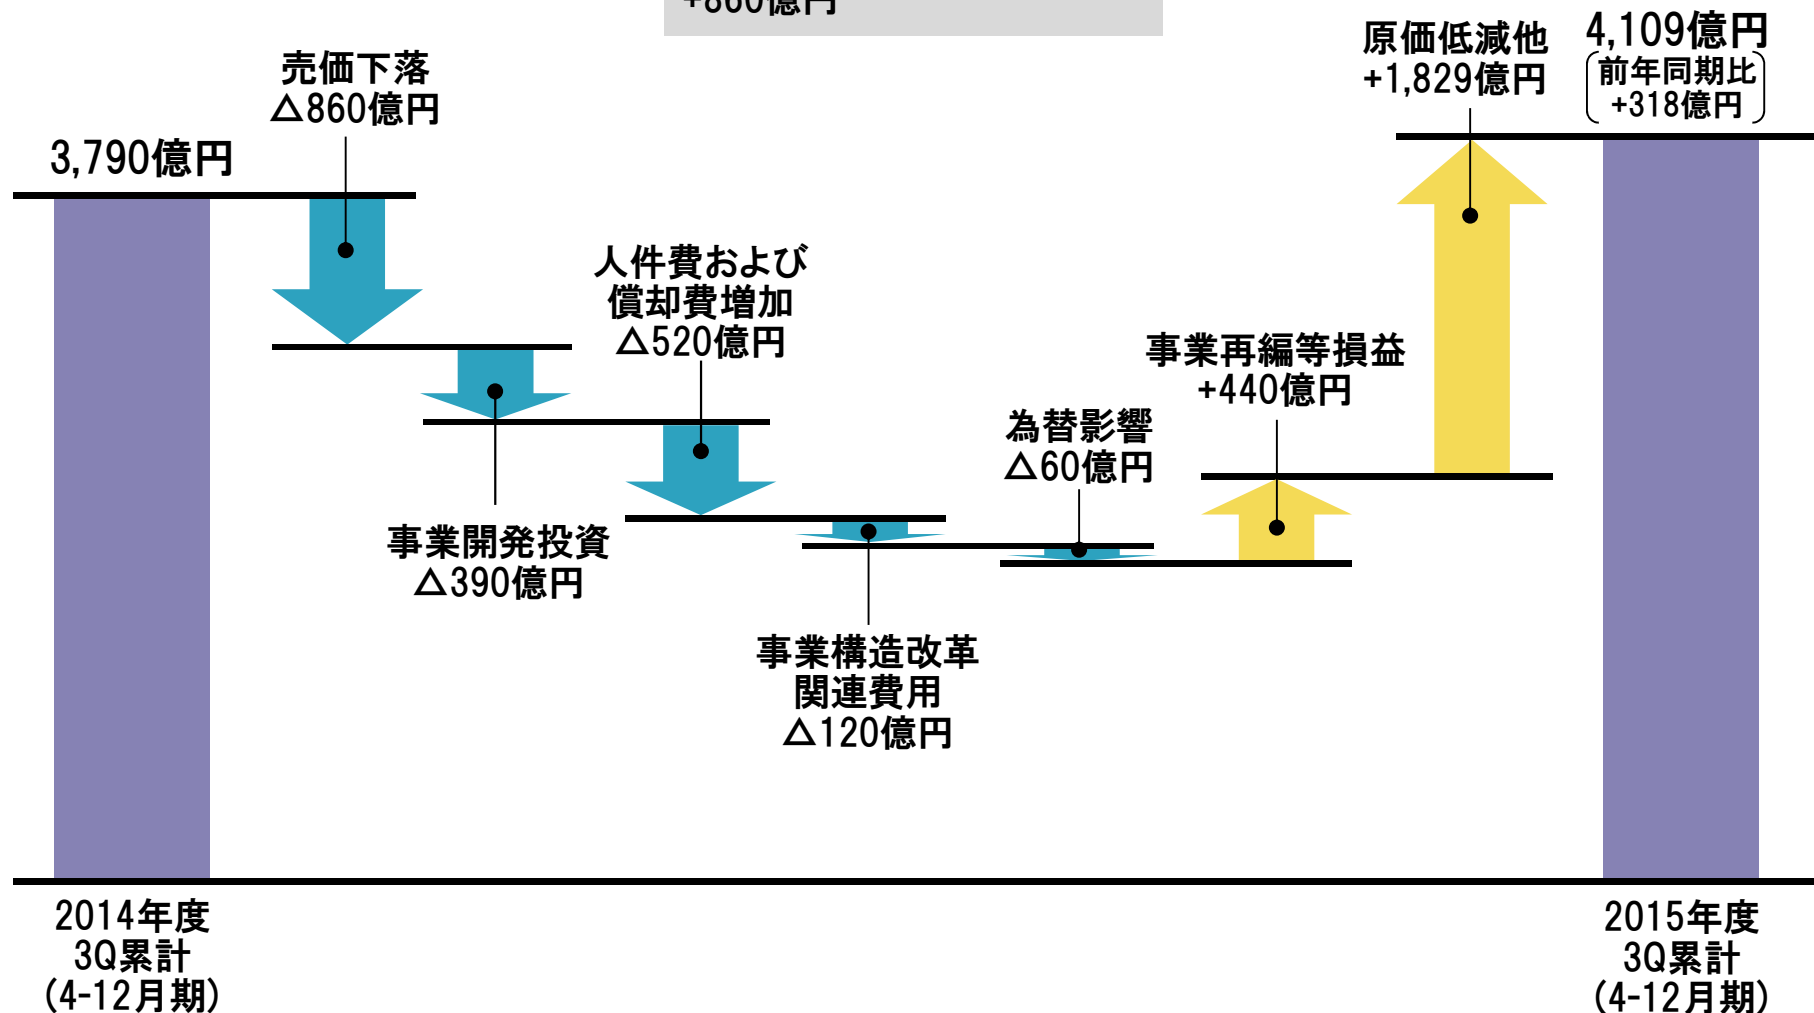 +860億円
売価下落
△860億円
3,790億円
人件費および
償却費増加
△520億円
事業開発投資
△390億円
事業構造改革
関連費用
△120億円
為替影響
△60億円
事業再編等損益
+440億円
原価低減他
+1,829億円
4,109億円
前年同期比
+318億円
2014年度
3Q累計
(4-12月期)
2015年度
3Q累計
(4-12月期)